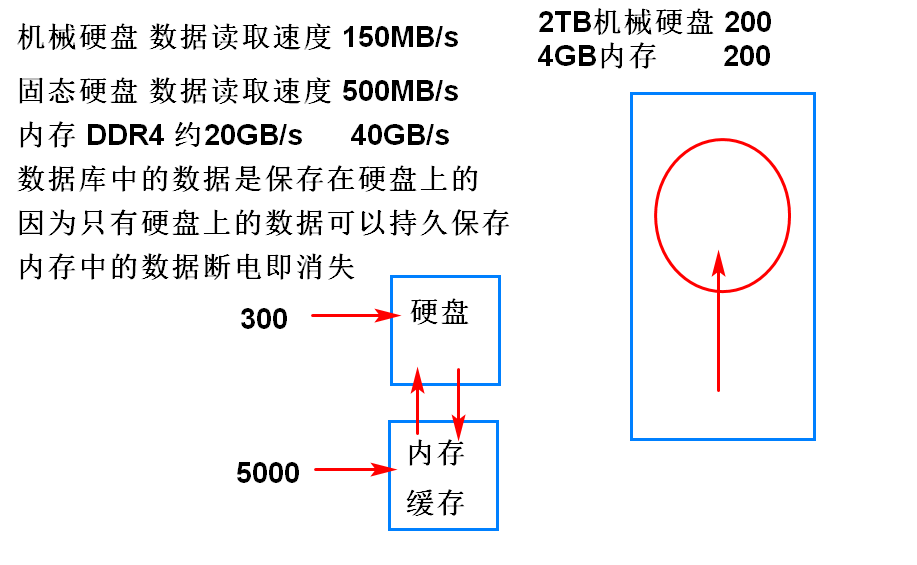 机械硬盘 数据读取速度 150MB/s
固态硬盘 数据读取速度 500MB/s
内存 DDR4 约20GB/s 40GB/s
数据库中的数据是保存在硬盘上的
因为只有硬盘上的数据可以持久保存
内存中的数据断电即消失
2TB机械硬盘 200
4GB内存 200
300
硬盘
5000
内存
缓存